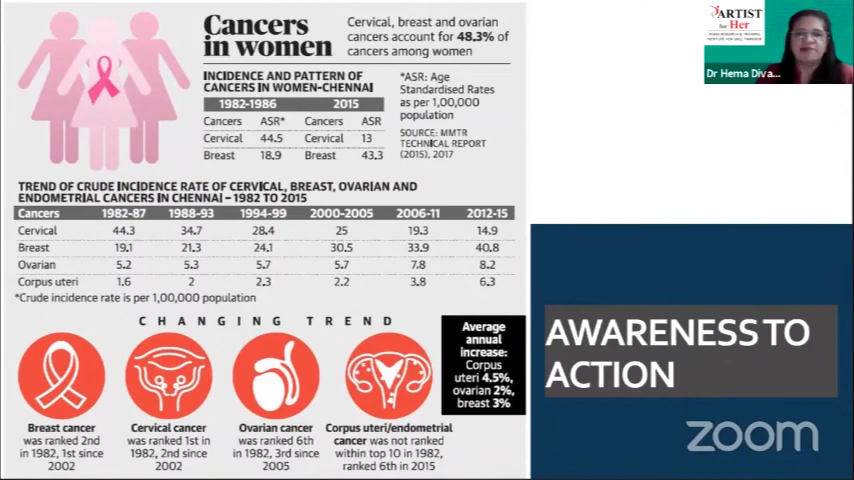 Cancers
in women
Cervical, breast and ovarian
cancers account for 48.3% of
cancers among women
INCIDENCE AND PATTERN OF
CANCERS IN WOMEN-CHENNAI
1982-1986 2015
Cancers ASR* Cancers ASR
Cervical 44.5 Cervical 13
Breast 18.9 Breast 43.3
*ASR: Age
Standardised Rates
as per 1,00,000
population
SOURCE: MMTR
TECHNICAL REPORT
(2015), 2017
TREND OF CRUDE INCIDENCE RATE OF CERVICAL, BREAST, OVARIAN AND
ENDOMETRIAL CANCERS IN CHENNAI – 1982 TO 2015
Cancers 1982-87 1988-93 1994-99 2000-2005 2006-11 2012-15
Cervical 44.3 34.7 28.4 25 19.3 14.9
Breast 19.1 21.3 24.1 30.5 33.9 40.8
Ovarian 5.2 5.3 5.7 5.7 7.8 8.2
Corpus uteri 1.6 2 2.3 2.2 3.8 6.3
*Crude incidence rate is per 1,00,000 population
CHANGING TREND
Breast cancer
was ranked 2nd
in 1982, 1st since
2002
Cervical cancer
was ranked 1st in
1982, 2nd since
2002
Ovarian cancer
was ranked 6th
in 1982, 3rd since
2005
Corpus uteri/endometrial
cancer was not ranked
within top 10 in 1982,
ranked 6th in 2015
Average
annual
increase:
Corpus
uteri 4.5%,
ovarian 2%,
breast 3%
ARTIST
for Her
Dr Hema Diva...
AWARENESS TO
ACTION
zoom